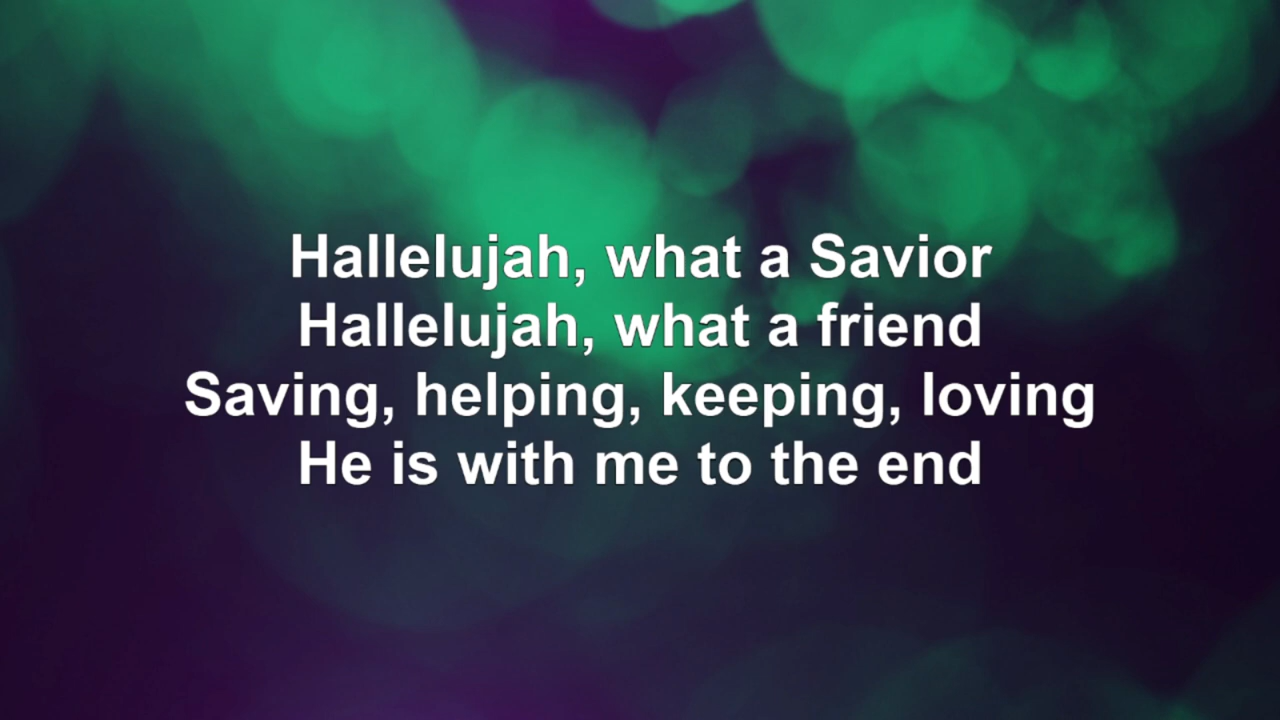 Hallelujah, what a Savior
Hallelujah, what a friend
Saving, helping, keeping, loving
He is with me to the end